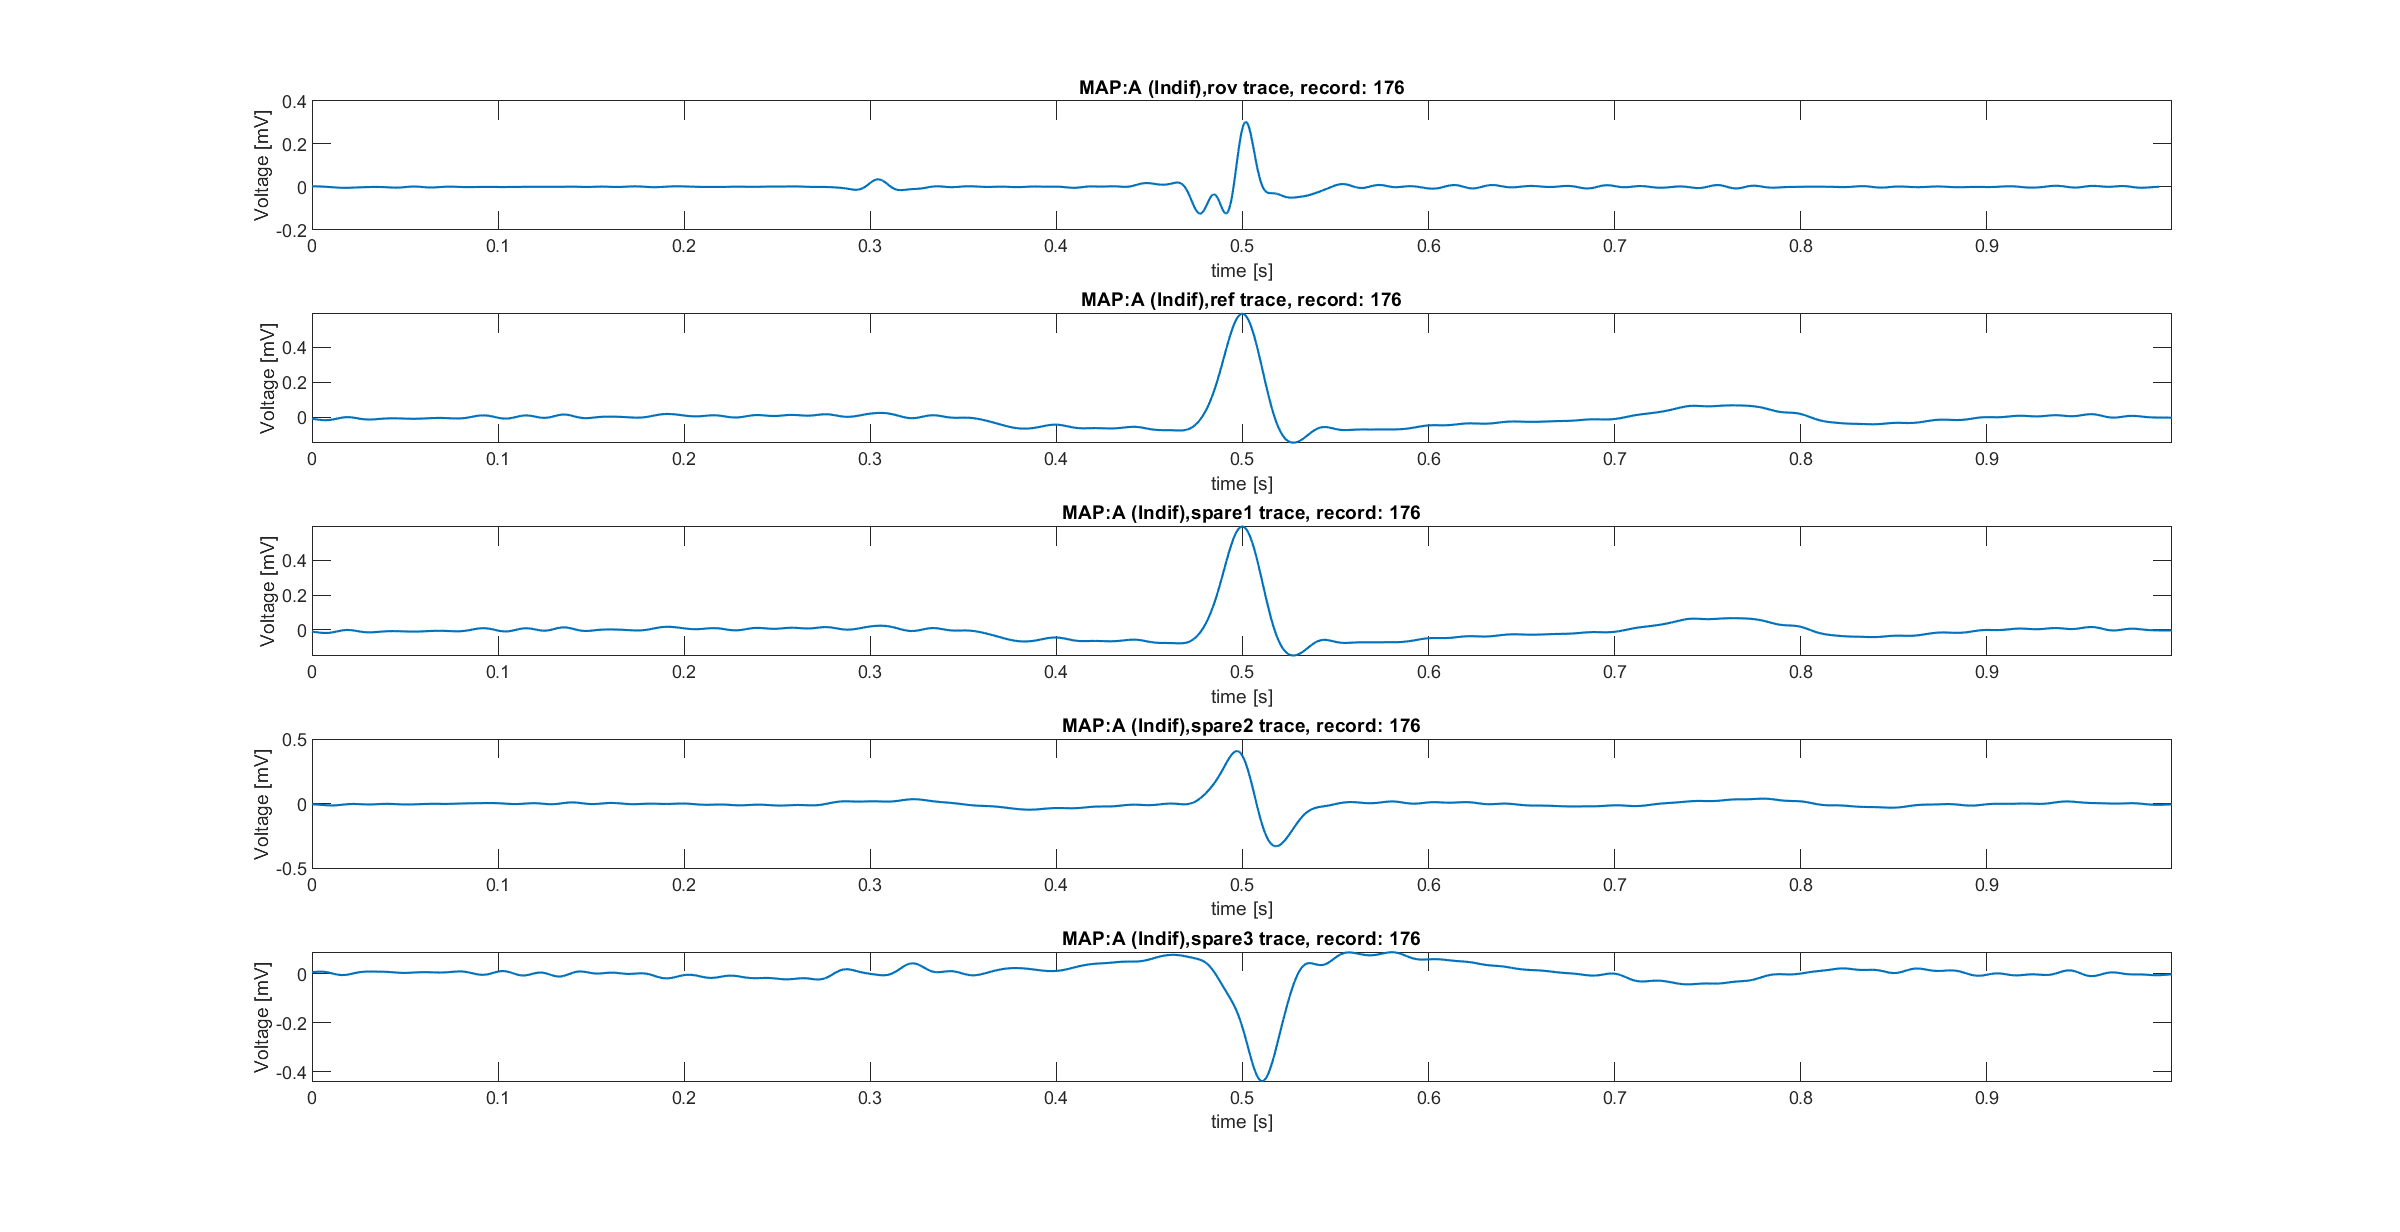 MAP:A (Indif),rov trace, record: 176
Voltage [mV]
0.4
0.2
0
-0.2
0 0.1 0.2 0.3 0.4 0.5 0.6 0.7 0.8 0.9
time [s]
MAP:A (Indif),ref trace, record: 176
Voltage [mV]
0.4
0.2
0
0 0.1 0.2 0.3 0.4 0.5 0.6 0.7 0.8 0.9
time [s]
MAP:A (Indif),spare1 trace, record: 176
Voltage [mV]
0.4
0.2
0
0 0.1 0.2 0.3 0.4 0.5 0.6 0.7 0.8 0.9
time [s]
MAP:A (Indif),spare2 trace, record: 176
Voltage [mV]
0.5
0
-0.5
0 0.1 0.2 0.3 0.4 0.5 0.6 0.7 0.8 0.9
time [s]
MAP:A (Indif),spare3 trace, record: 176
Voltage [mV]
0
-0.2
-0.4
0 0.1 0.2 0.3 0.4 0.5 0.6 0.7 0.8 0.9
time [s]